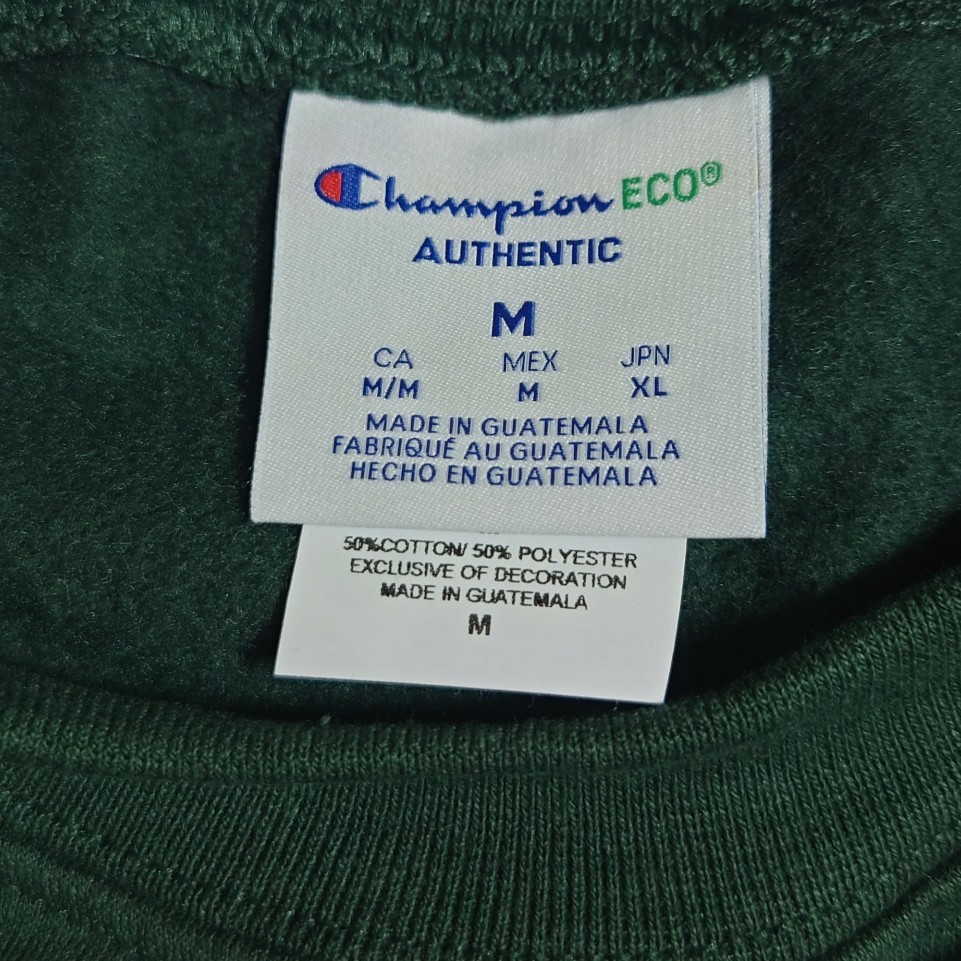 Champion ECO®
AUTHENTIC
M
CA MEX JPN
M/M M XL
MADE IN GUATEMALA
FABRIQUÉ AU GUATEMALA
HECHO EN GUATEMALA
50%COTTON/ 50% POLYESTER
EXCLUSIVE OF DECORATION
MADE IN GUATEMALA
M